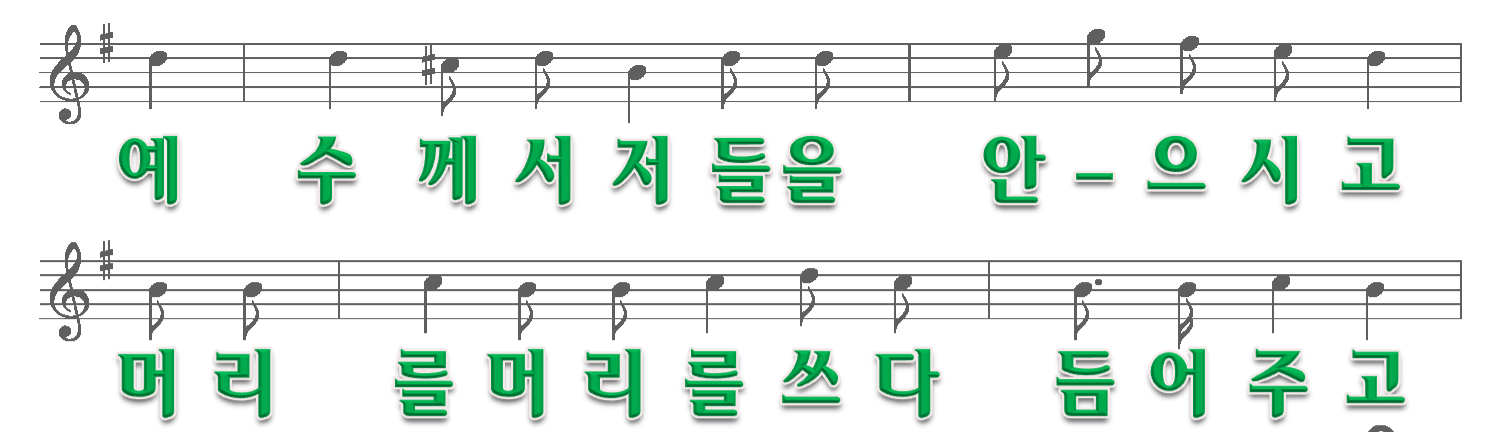 예 수 께 서 저 들 을 안 - 으 시 고
머 리 를 머 리 를 쓰 다 듬 어 주 고